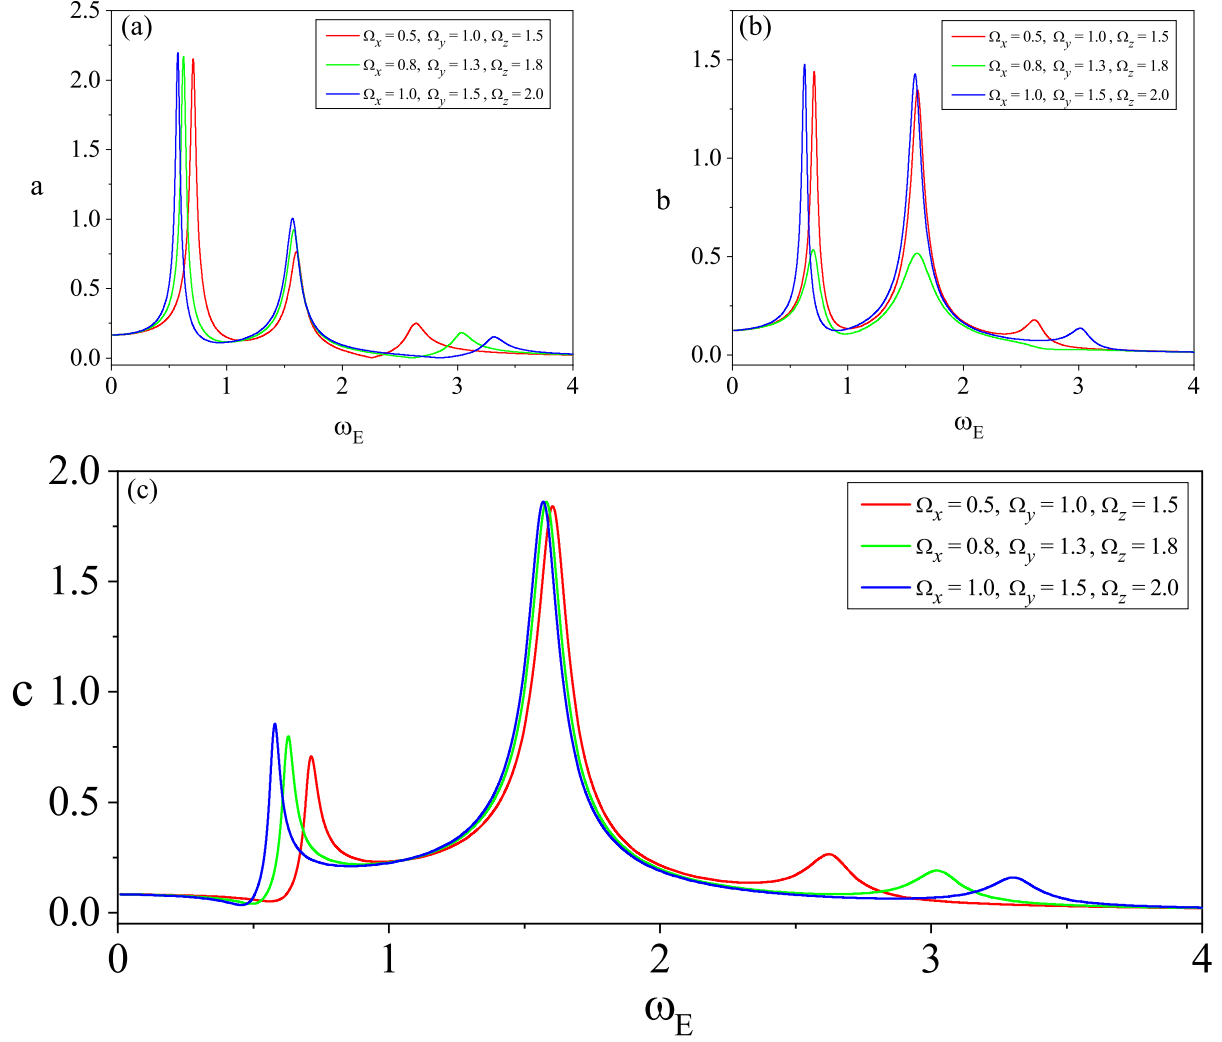 (a)
Ωx = 0.5, Ωy = 1.0, Ωz = 1.5
Ωx = 0.8, Ωy = 1.3, Ωz = 1.8
Ωx = 1.0, Ωy = 1.5, Ωz = 2.0
2.5
2.0
1.5
1.0
0.5
0.0
a
0 1 2 3 4
ωE
(b)
Ωx = 0.5, Ωy = 1.0, Ωz = 1.5
Ωx = 0.8, Ωy = 1.3, Ωz = 1.8
Ωx = 1.0, Ωy = 1.5, Ωz = 2.0
1.5
1.0
0.5
0.0
b
0 1 2 3 4
ωE
(c)
Ωx = 0.5, Ωy = 1.0, Ωz = 1.5
Ωx = 0.8, Ωy = 1.3, Ωz = 1.8
Ωx = 1.0, Ωy = 1.5, Ωz = 2.0
2.0
1.5
1.0
0.5
0.0
c
0 1 2 3 4
ωE